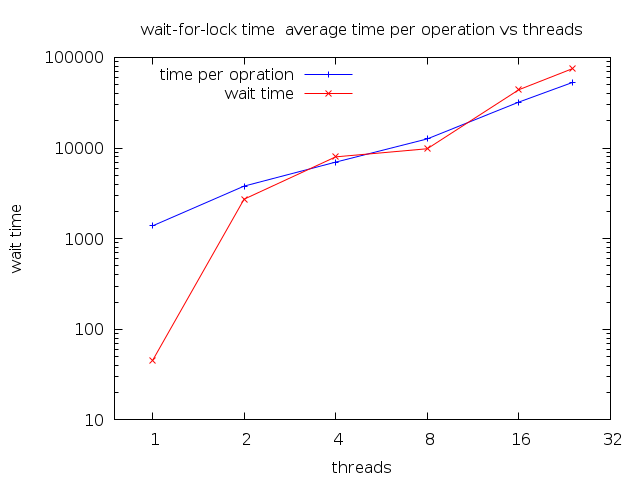 wait-for-lock time  average time per operation vs threads
100000
10000
1000
100
10
time per opration
wait time
wait time
1 2 4 8 16 32
threads